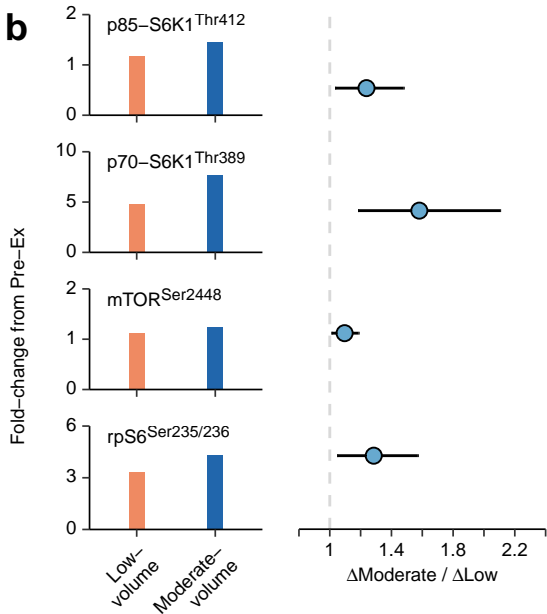 b
p85–S6K1Thr412
2
1
0
p70–S6K1Thr389
10
5
0
mTORSer2448
2
1
0
rpS6Ser235/236
6
3
0
Fold–change from Pre–Ex
Low–
volume
Moderate–
volume
1 1.4 1.8 2.2
ΔModerate / ΔLow